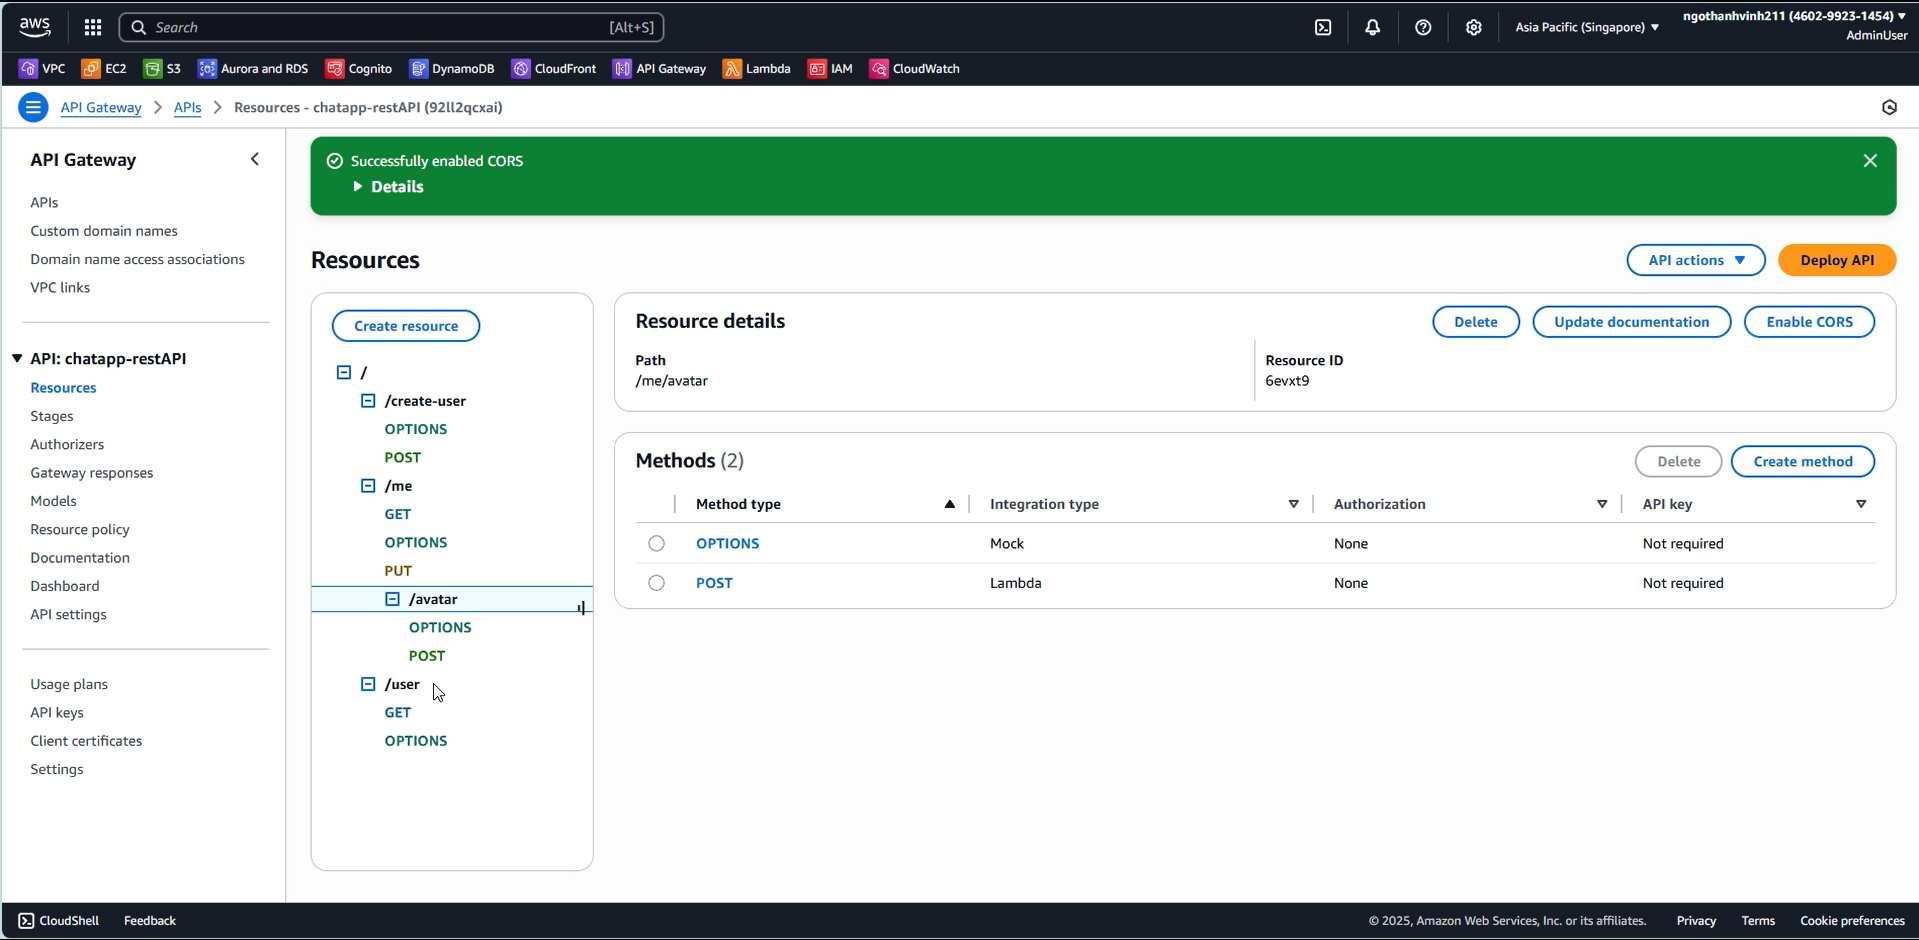 aws
Search [Alt+S]
Asia Pacific (Singapore)
ngothanhvinh211 (4602-9923-1454)
AdminUser
VPC EC2 S3 Aurora and RDS Cognito DynamoDB CloudFront API Gateway Lambda IAM CloudWatch
API Gateway APIs Resources - chatapp-restAPI (92ll2qcxai)
API Gateway
APIs
Custom domain names
Domain name access associations
VPC links
API: chatapp-restAPI
Resources
Stages
Authorizers
Gateway responses
Models
Resource policy
Documentation
Dashboard
API settings
Usage plans
API keys
Client certificates
Settings
Successfully enabled CORS
Details
Resources
API actions
Deploy API
Create resource
/
/create-user
OPTIONS
POST
/me
GET
OPTIONS
PUT
/avatar
OPTIONS
POST
/user
GET
OPTIONS
Resource details
Delete Update documentation Enable CORS
Path
/me/avatar
Resource ID
6evxt9
Methods (2)
Delete Create method
Method type Integration type Authorization API key
OPTIONS Mock None Not required
POST Lambda None Not required
CloudShell Feedback
© 2025, Amazon Web Services, Inc. or its affiliates. Privacy Terms Cookie preferences